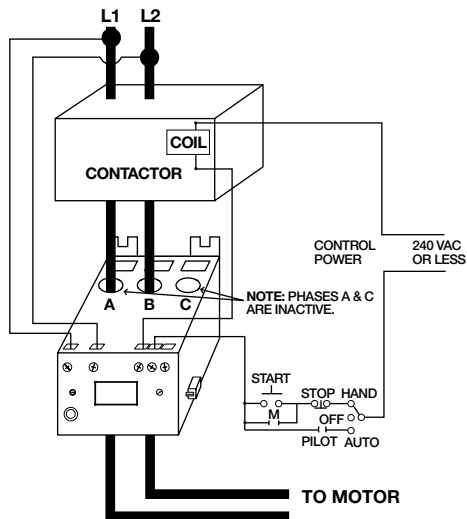 L1 L2
COIL
CONTACTOR
CONTROL POWER
240 VAC OR LESS
A B C
NOTE: PHASES A & C
ARE INACTIVE.
START
STOP HAND
M
OFF
PILOT AUTO
TO MOTOR